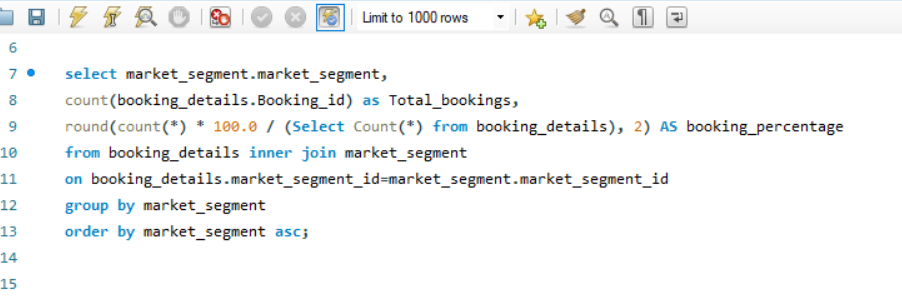 Limit to 1000 rows
6
7 select market_segment.market_segment,
8 count(booking_details.Booking_id) as Total_bookings,
9 round(count(*) * 100.0 / (Select Count(*) from booking_details), 2) AS booking_percentage
10 from booking_details inner join market_segment
11 on booking_details.market_segment_id=market_segment.market_segment_id
12 group by market_segment
13 order by market_segment asc;
14
15